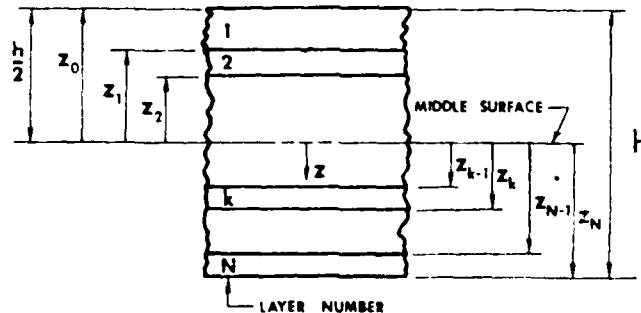 1
2
h
2
z0
z1
z2
MIDDLE SURFACE
z
zk-1
zk
zN-1
zN
k
N
LAYER NUMBER